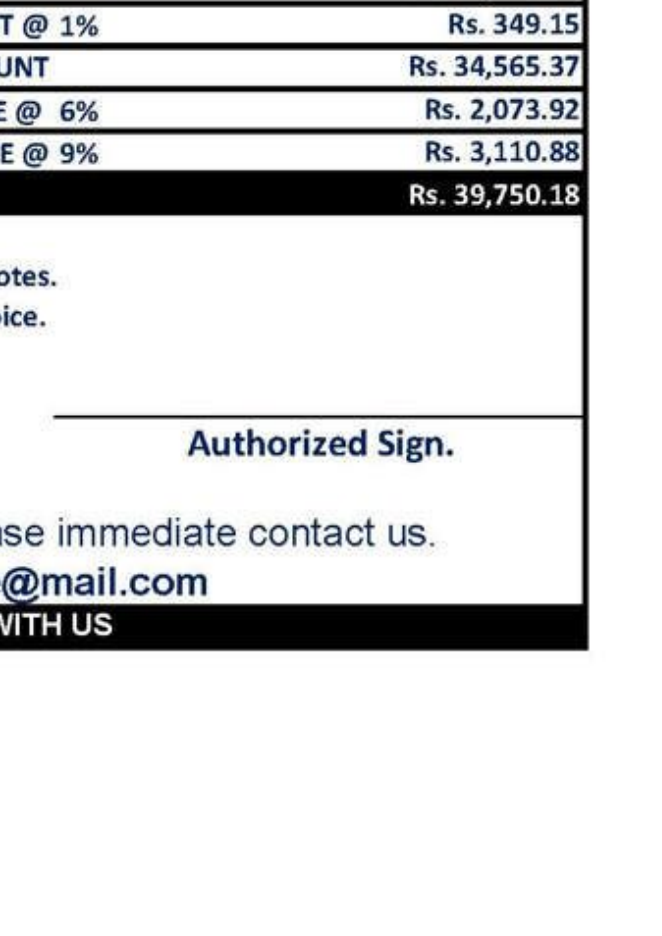 T @ 1% Rs. 349.15
UNT Rs. 34,565.37
E @ 6% Rs. 2,073.92
E @ 9% Rs. 3,110.88
Rs. 39,750.18
otes.
ice.
Authorized Sign.
se immediate contact us.
@mail.com
WITH US